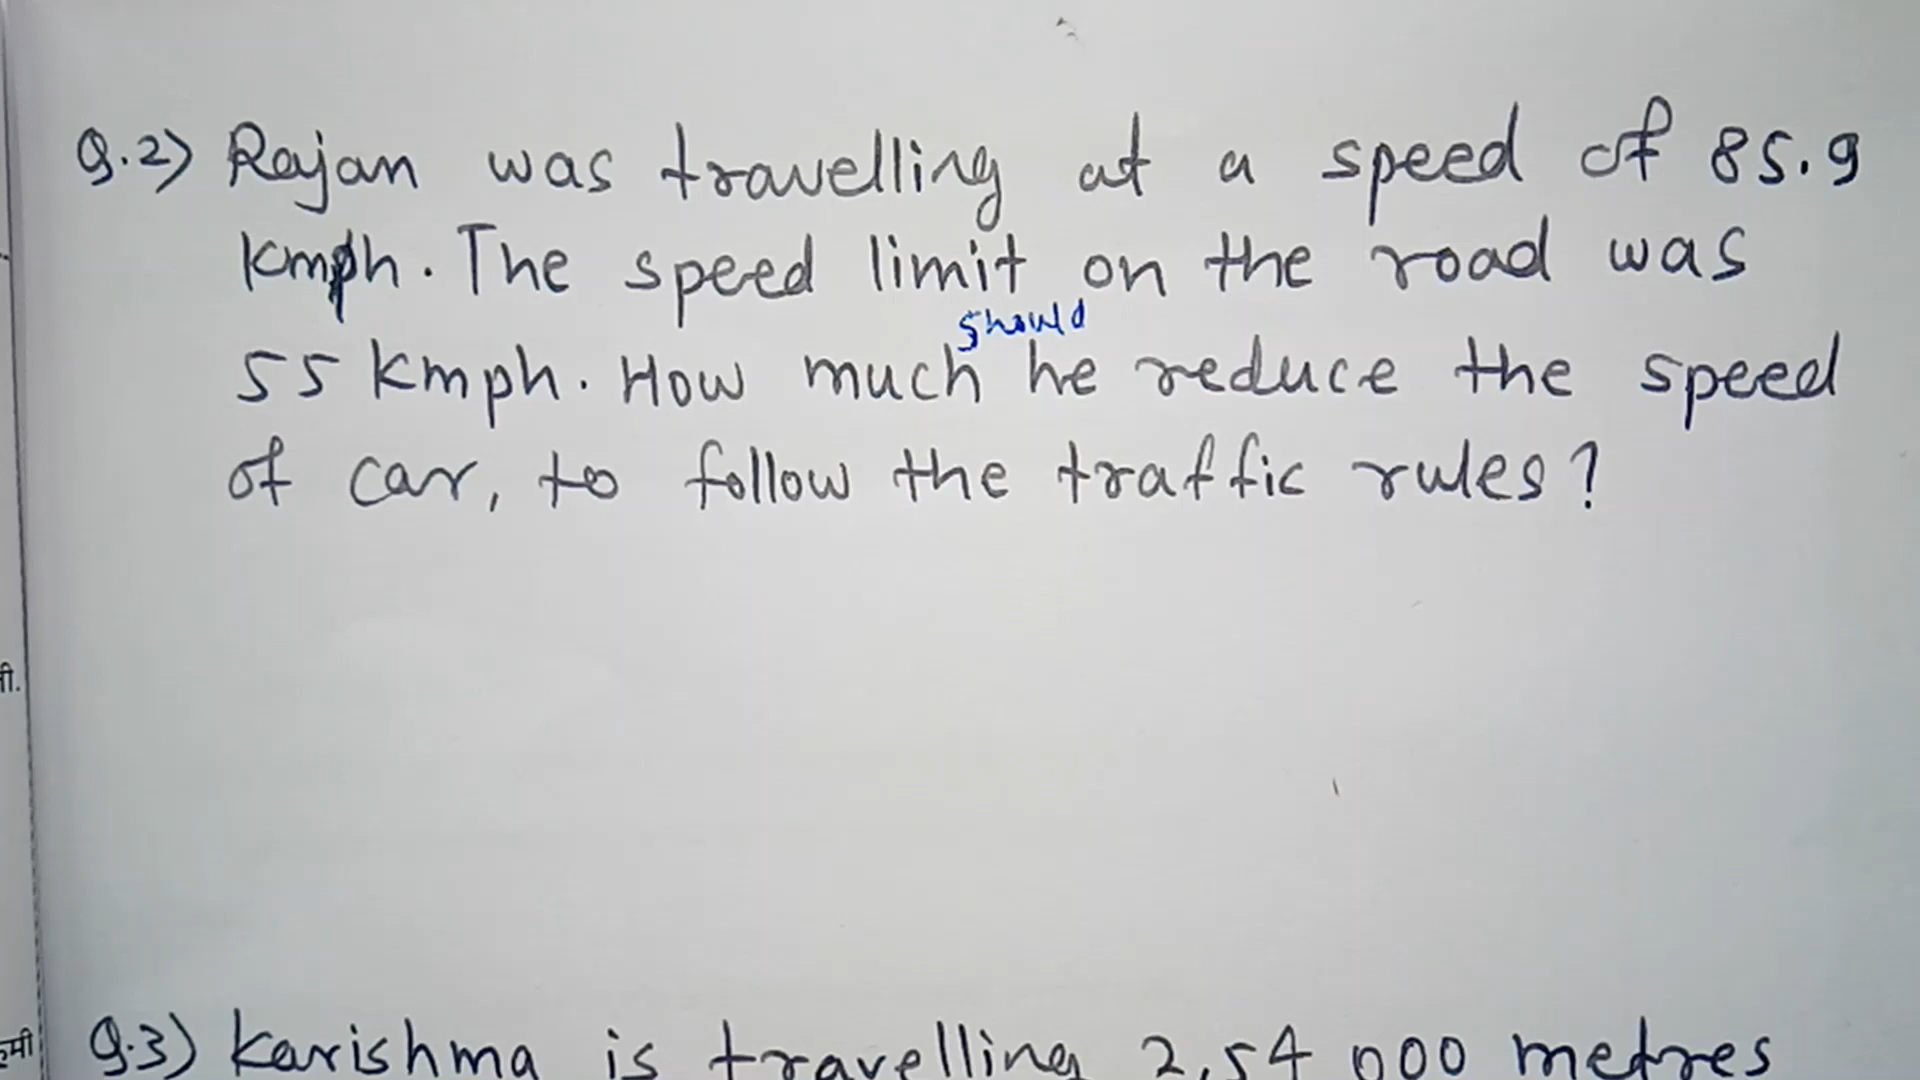 Q.2) Rajan was travelling at a speed of 85.9
kmph. The speed limit on the road was
should
55 kmph. How much he reduce the speed
of car, to follow the traffic rules?
मी.
Q.3) Karishma is travelling 2,54 000 metres